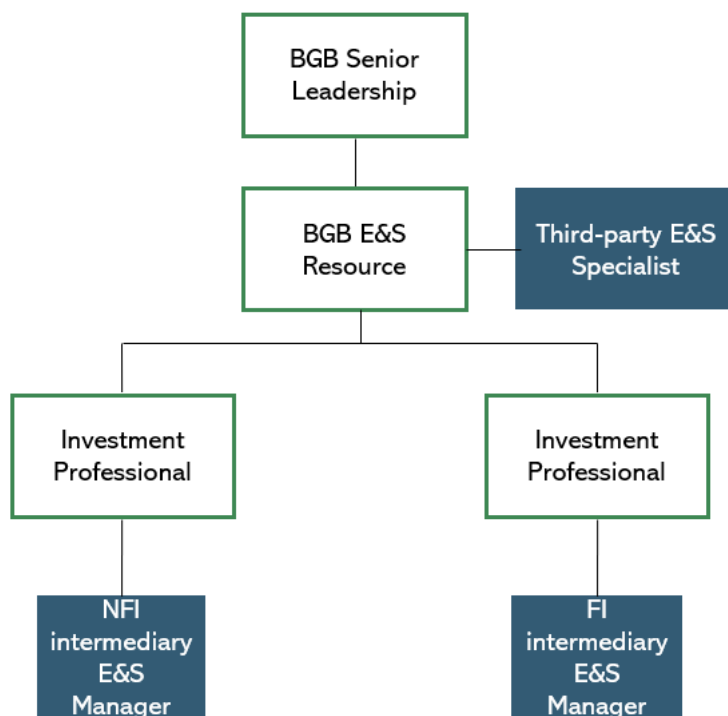 BGB Senior
Leadership
BGB E&S
Resource
Third-party E&S
Specialist
Investment
Professional
Investment
Professional
NFI
intermediary
E&S
Manager
FI
intermediary
E&S
Manager